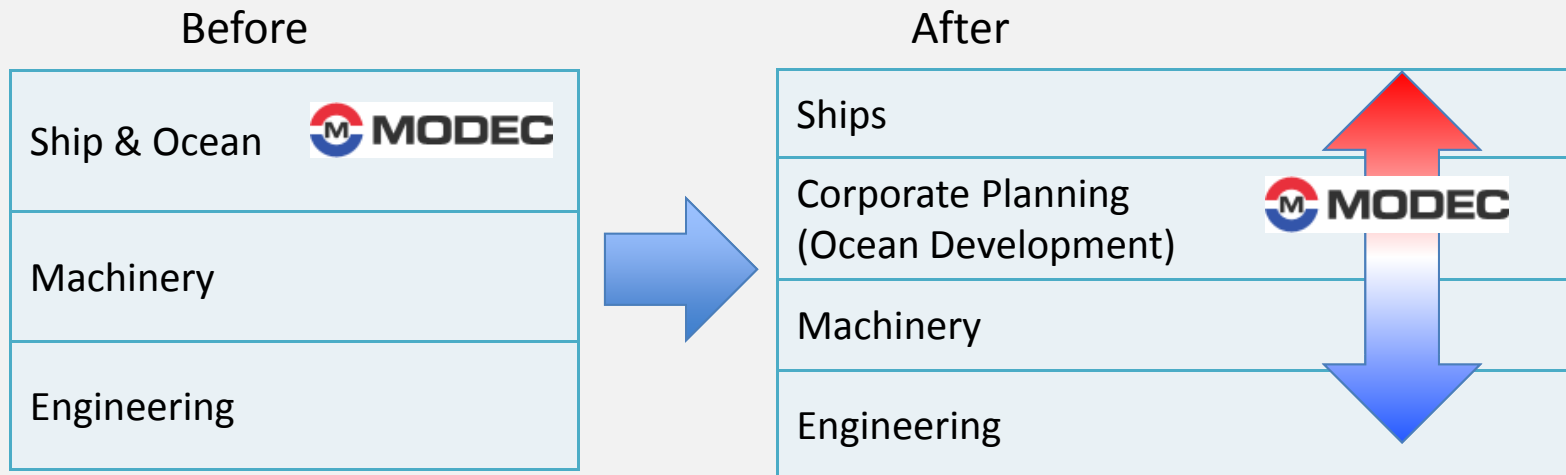 Before
After
Ship & Ocean
M MODEC
Machinery
Engineering
Ships
Corporate Planning
(Ocean Development)
M MODEC
Machinery
Engineering